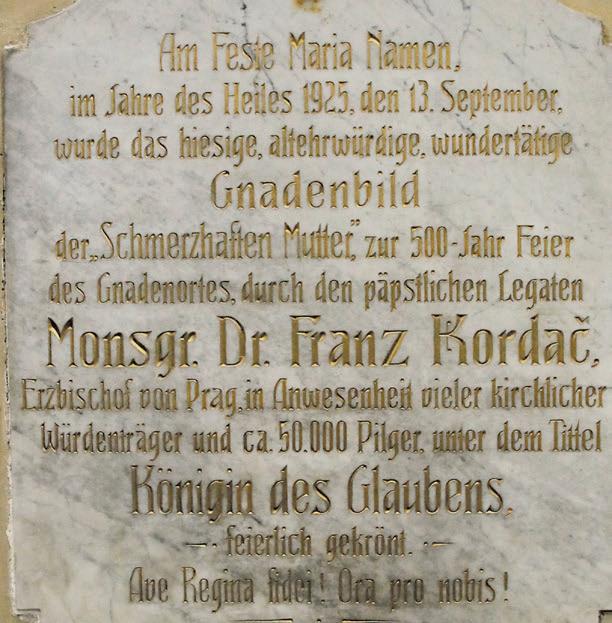 Am Feste Maria Namen,
im Jahre des Heiles 1925, den 13. September,
wurde das hiesige, altehrwürdige, wundertätige
Gnadenbild
der „Schmerzhaften Mutter,” zur 500-Jahr Feier
des Gnadenortes, durch den päpstlichen Legaten
Monsgr. Dr. Franz Kordač,
Erzbischof von Prag, in Anwesenheit vieler kirchlicher
Würdenträger und ca. 50.000 Pilger, unter dem Tittel
Königin des Glaubens,
—· feierlich gekrönt. ·—
Ave Regina fidei! Ora pro nobis!